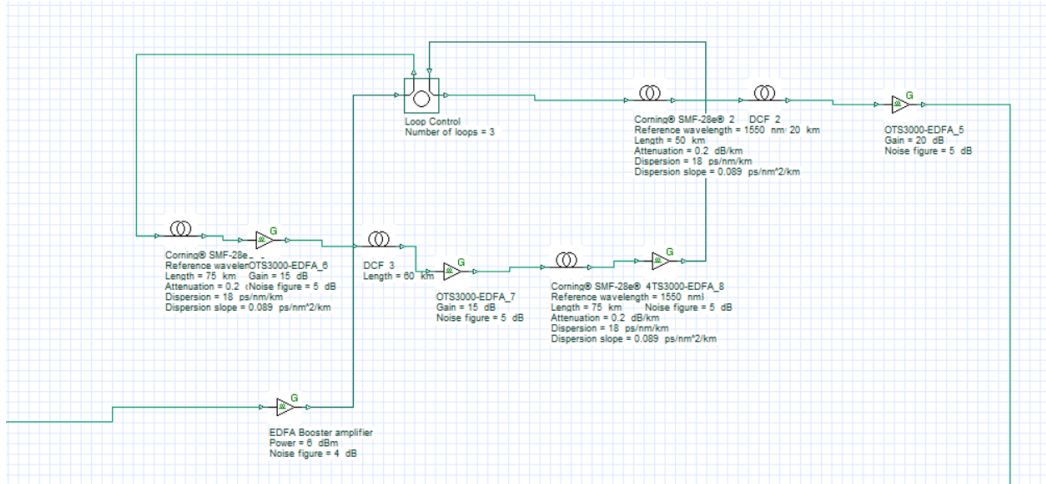 Loop Control
Number of loops = 3
Corning® SMF-28e® 2
Reference wavelength = 1550 nm
Length = 50 km
Attenuation = 0.2 dB/km
Dispersion = 18 ps/nm/km
Dispersion slope = 0.089 ps/nm^2/km
DCF 2
20 km
G
OTS3000-EDFA_5
Gain = 20 dB
Noise figure = 5 dB
Corning® SMF-28e
Reference
Length = 75 km
Attenuation = 0.2
Dispersion = 18 ps/nm/km
Dispersion slope = 0.089 ps/nm^2/km
G
OTS3000-EDFA_6
Gain = 15 dB
Noise figure = 5 dB
DCF 3
Length = 60 km
G
OTS3000-EDFA_7
Gain = 15 dB
Noise figure = 5 dB
Corning® SMF-28e® 4
Reference wavelength = 1550 nm
Length = 75 km
Attenuation = 0.2 dB/km
Dispersion = 18 ps/nm/km
Dispersion slope = 0.089 ps/nm^2/km
G
TS3000-EDFA_8
Noise figure = 5 dB
G
EDFA Booster amplifier
Power = 6 dBm
Noise figure = 4 dB